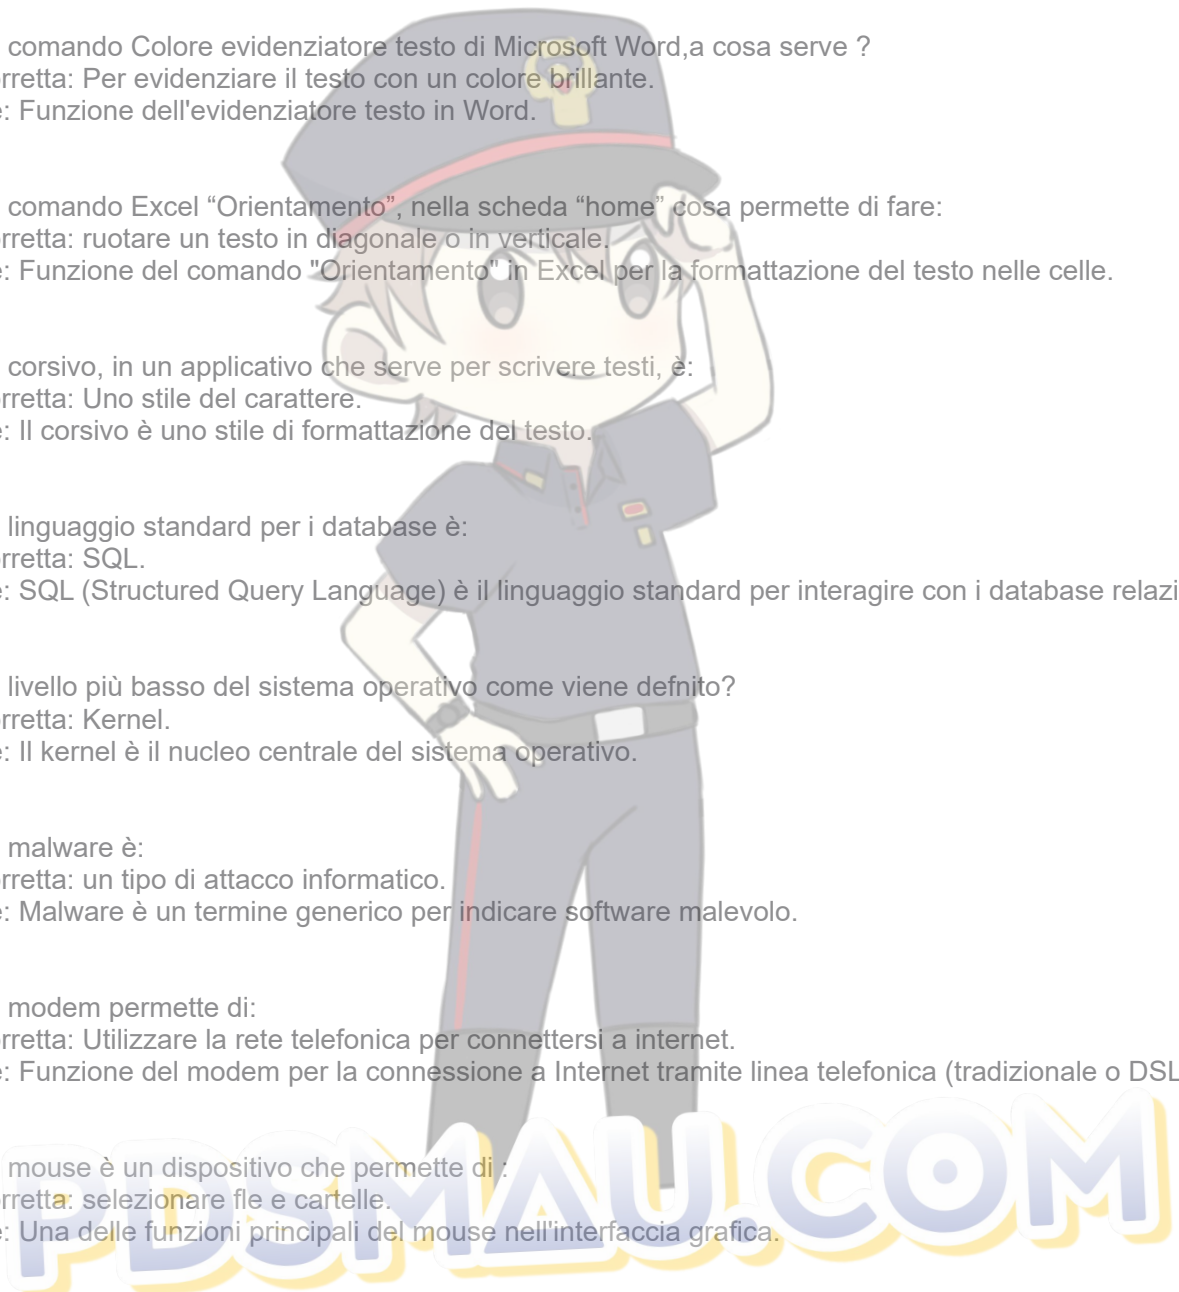 comando Colore evidenziatore testo di Microsoft Word,a cosa serve ?
rretta: Per evidenziare il testo con un colore brillante.
e: Funzione dell'evidenziatore testo in Word.
comando Excel “Orientamento”, nella scheda “home” cosa permette di fare:
rretta: ruotare un testo in diagonale o in verticale.
e: Funzione del comando "Orientamento" in Excel per la formattazione del testo nelle celle.
corsivo, in un applicativo che serve per scrivere testi, è:
rretta: Uno stile del carattere.
e: Il corsivo è uno stile di formattazione del testo.
linguaggio standard per i database è:
rretta: SQL.
e: SQL (Structured Query Language) è il linguaggio standard per interagire con i database relazi
livello più basso del sistema operativo come viene defnito?
rretta: Kernel.
e: Il kernel è il nucleo centrale del sistema operativo.
malware è:
rretta: un tipo di attacco informatico.
e: Malware è un termine generico per indicare software malevolo.
modem permette di:
rretta: Utilizzare la rete telefonica per connettersi a internet.
e: Funzione del modem per la connessione a Internet tramite linea telefonica (tradizionale o DSL
mouse è un dispositivo che permette di :
rretta: selezionare fle e cartelle.
e: Una delle funzioni principali del mouse nell'interfaccia grafica.
PDSMAU.COM